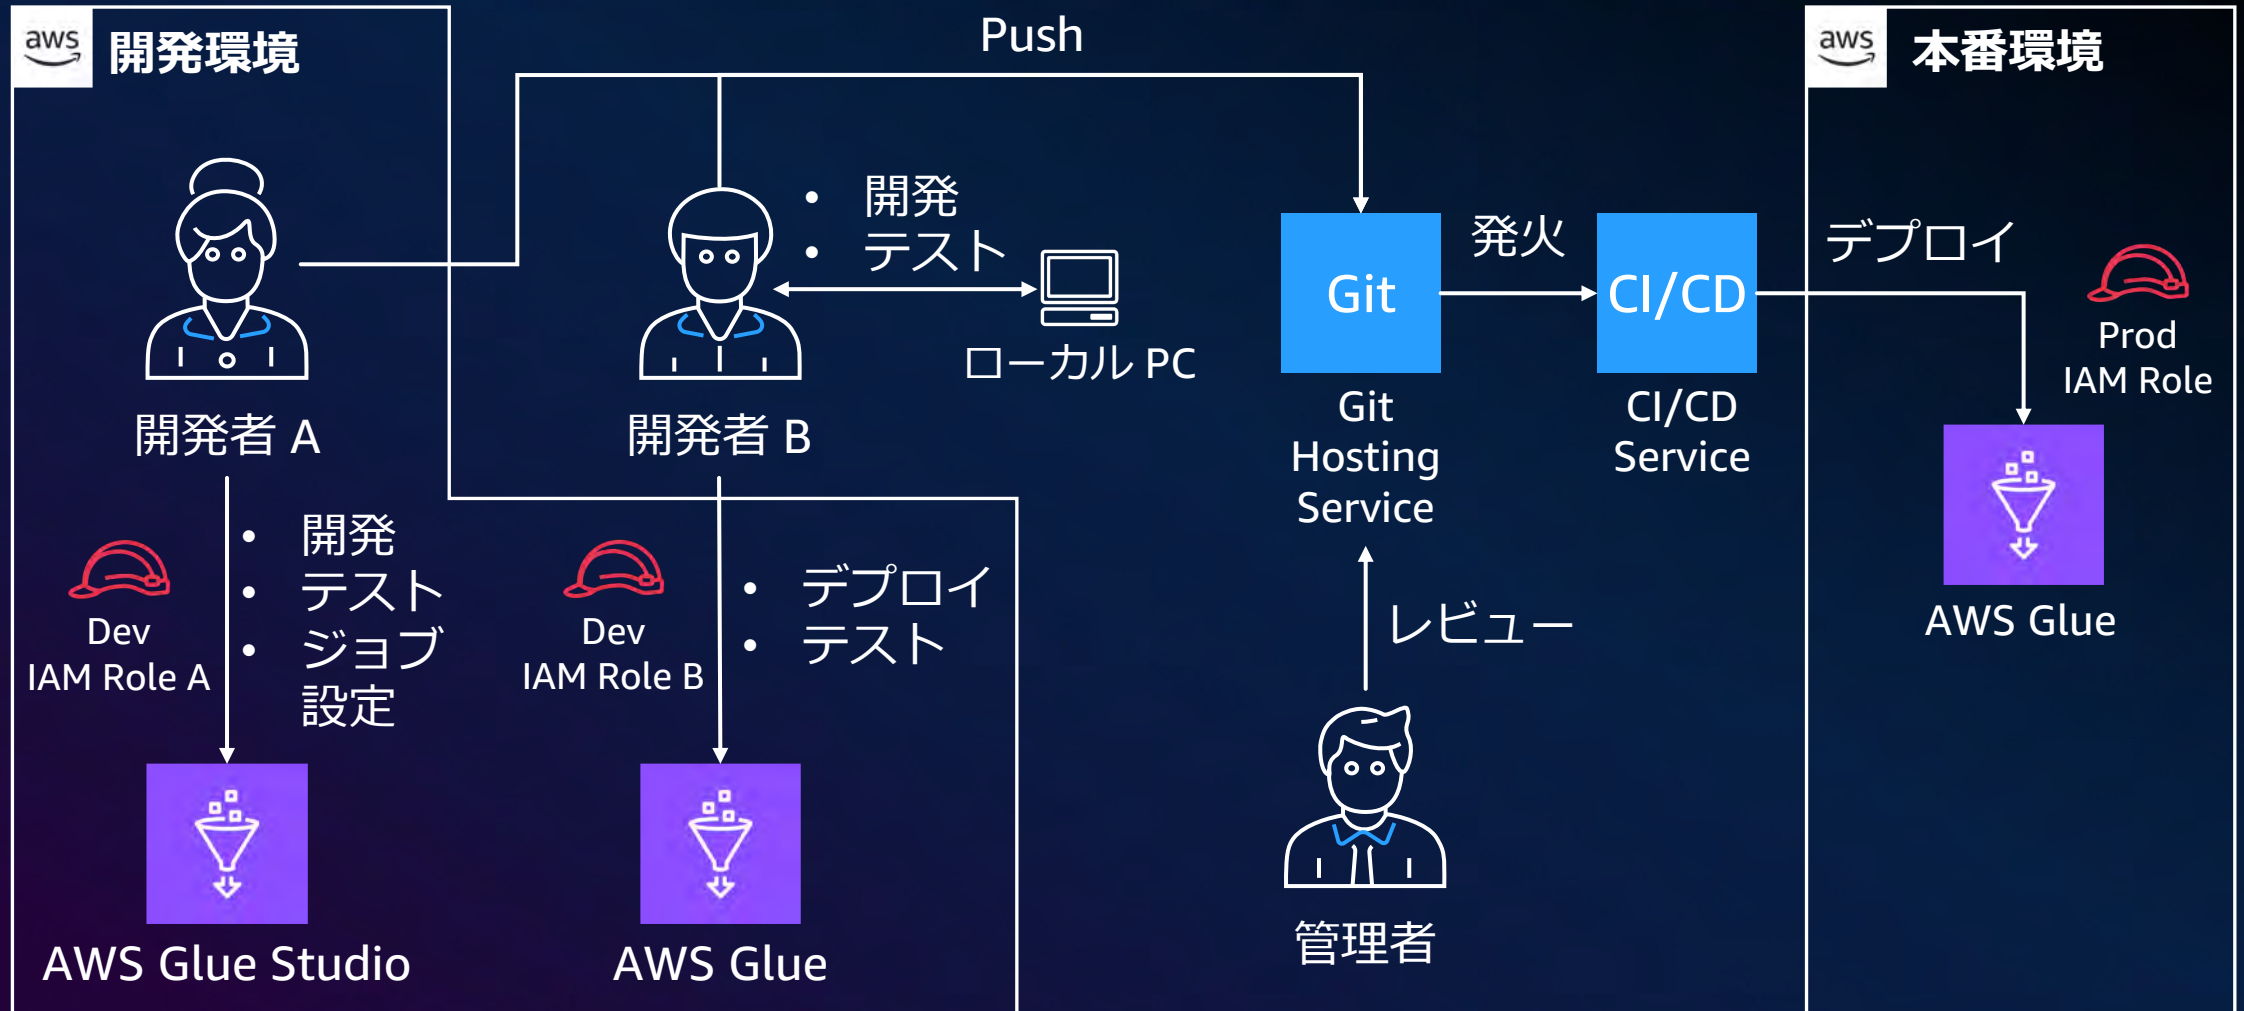 aws
開発環境
Push
aws
本番環境
• 開発
• テスト
ローカル PC
開発者 A
開発者 B
Git
発火
CI/CD
デプロイ
Prod
IAM Role
Git
Hosting
Service
CI/CD
Service
• 開発
• テスト
• ジョブ
設定
Dev
IAM Role A
Dev
IAM Role B
• デプロイ
• テスト
レビュー
AWS Glue
AWS Glue Studio
AWS Glue
管理者